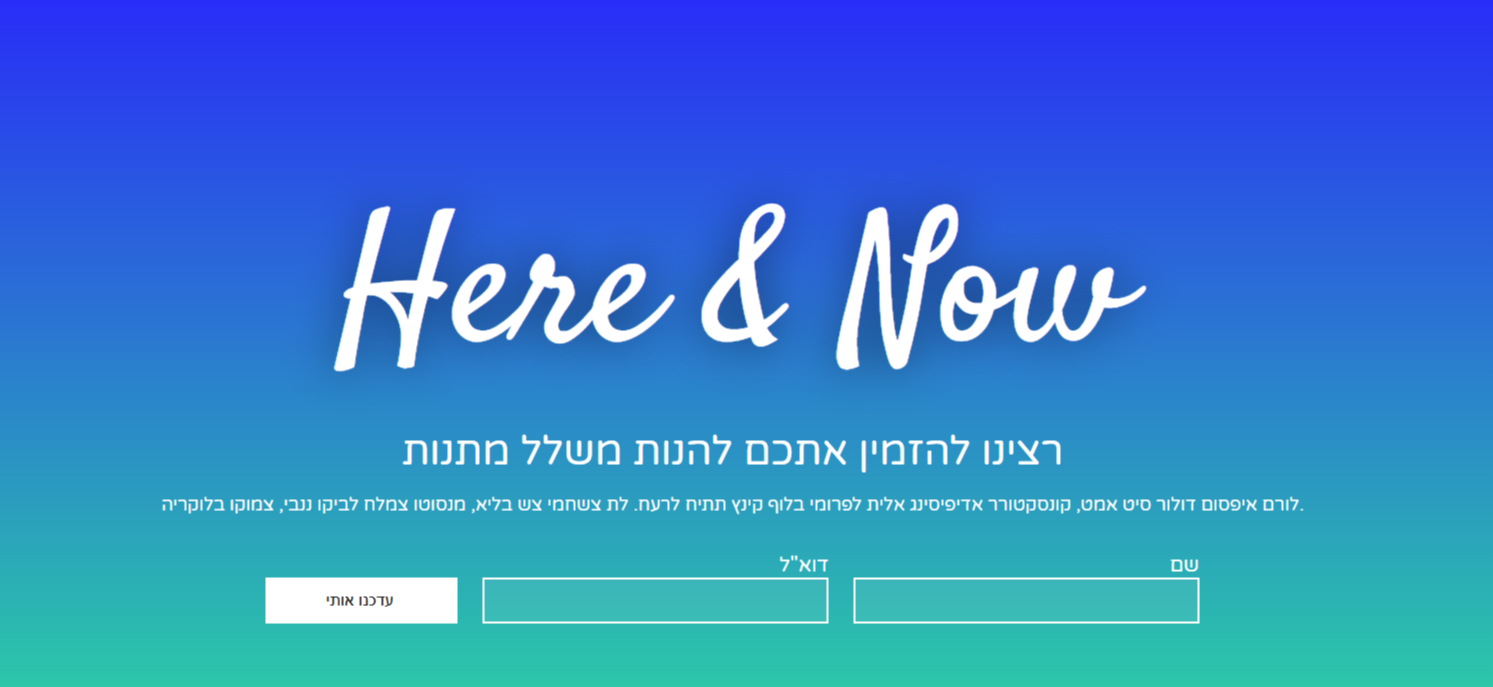 Here & Now
רצינו להזמין אתכם להנות משלל מתנות
.לורם איפסום דולור סיט אמט, קונסקטורר אדיפיסינג אלית לפרומי בלוף קינץ תתיח לרעח. לת צשחמי צש בליא, מנסוטו צמלח לביקו ננבי, צמוקו בלוקריה
שם
דוא"ל
עדכנו אותי